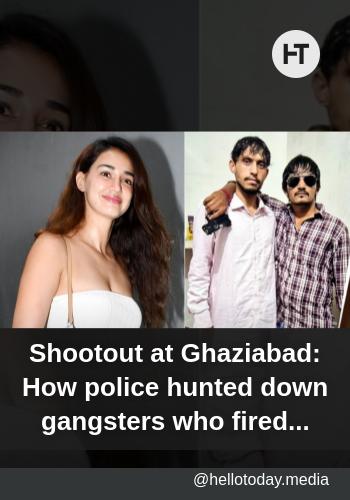 HT
Shootout at Ghaziabad:
How police hunted down
gangsters who fired...
@hellotoday.media